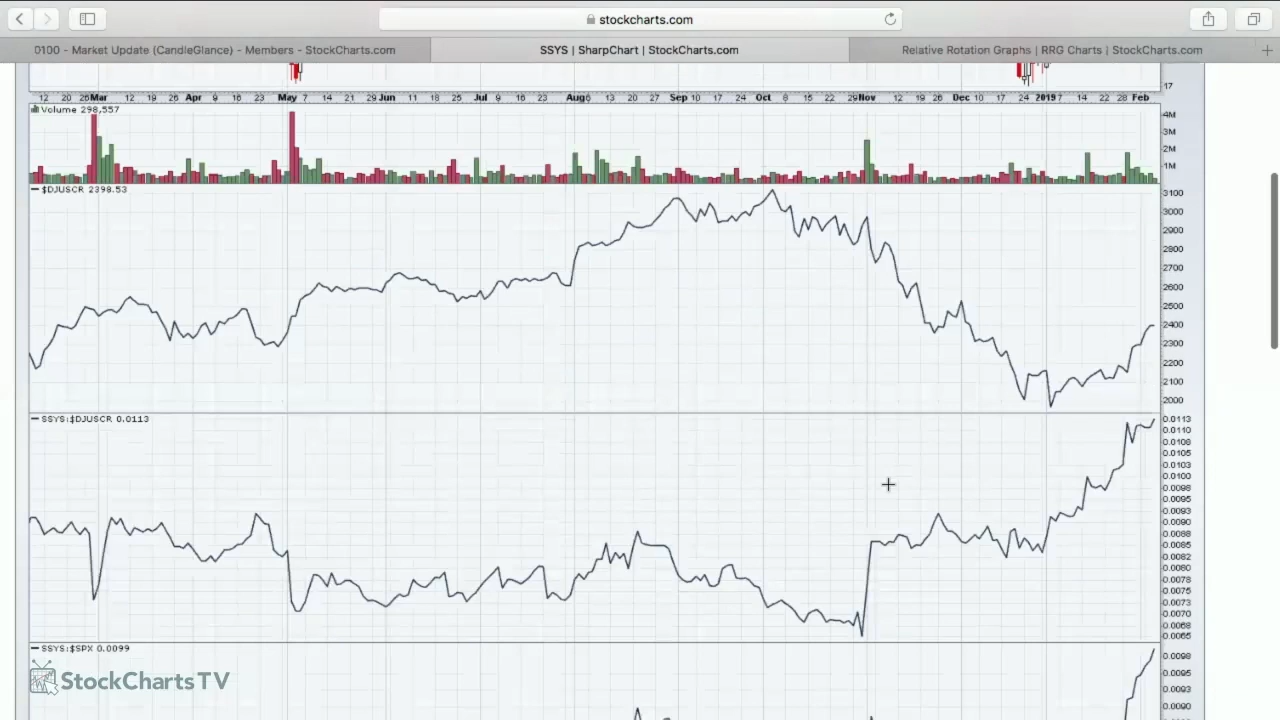 stockcharts.com
0100 - Market Update (CandleGlance) - Members - StockCharts.com
SSYS | SharpChart | StockCharts.com
Relative Rotation Graphs | RRG Charts | StockCharts.com
17
12 20 26 Mar 12 19 26 Apr 9 16 23 May 7 14 21 29 Jun 11 18 25 Jul 9 16 23 Aug 6 13 20 27 Sep 10 17 24 Oct 8 15 22 29 Nov 12 19 26 Dec 10 17 24 2019 7 14 22 28 Feb
Volume 298,557
4M
3M
2M
1M
$DJUSCR 2398.53
3100
3000
2900
2800
2700
2600
2500
2400
2300
2200
2100
2000
SSYS:$DJUSCR 0.0113
0.0113
0.0110
0.0108
0.0105
0.0103
0.0100
0.0098
0.0095
0.0093
0.0090
0.0088
0.0085
0.0082
0.0080
0.0078
0.0075
0.0073
0.0070
0.0068
0.0065
SSYS:$SPX 0.0099
0.0098
0.0095
0.0093
0.0090
StockChartsTV